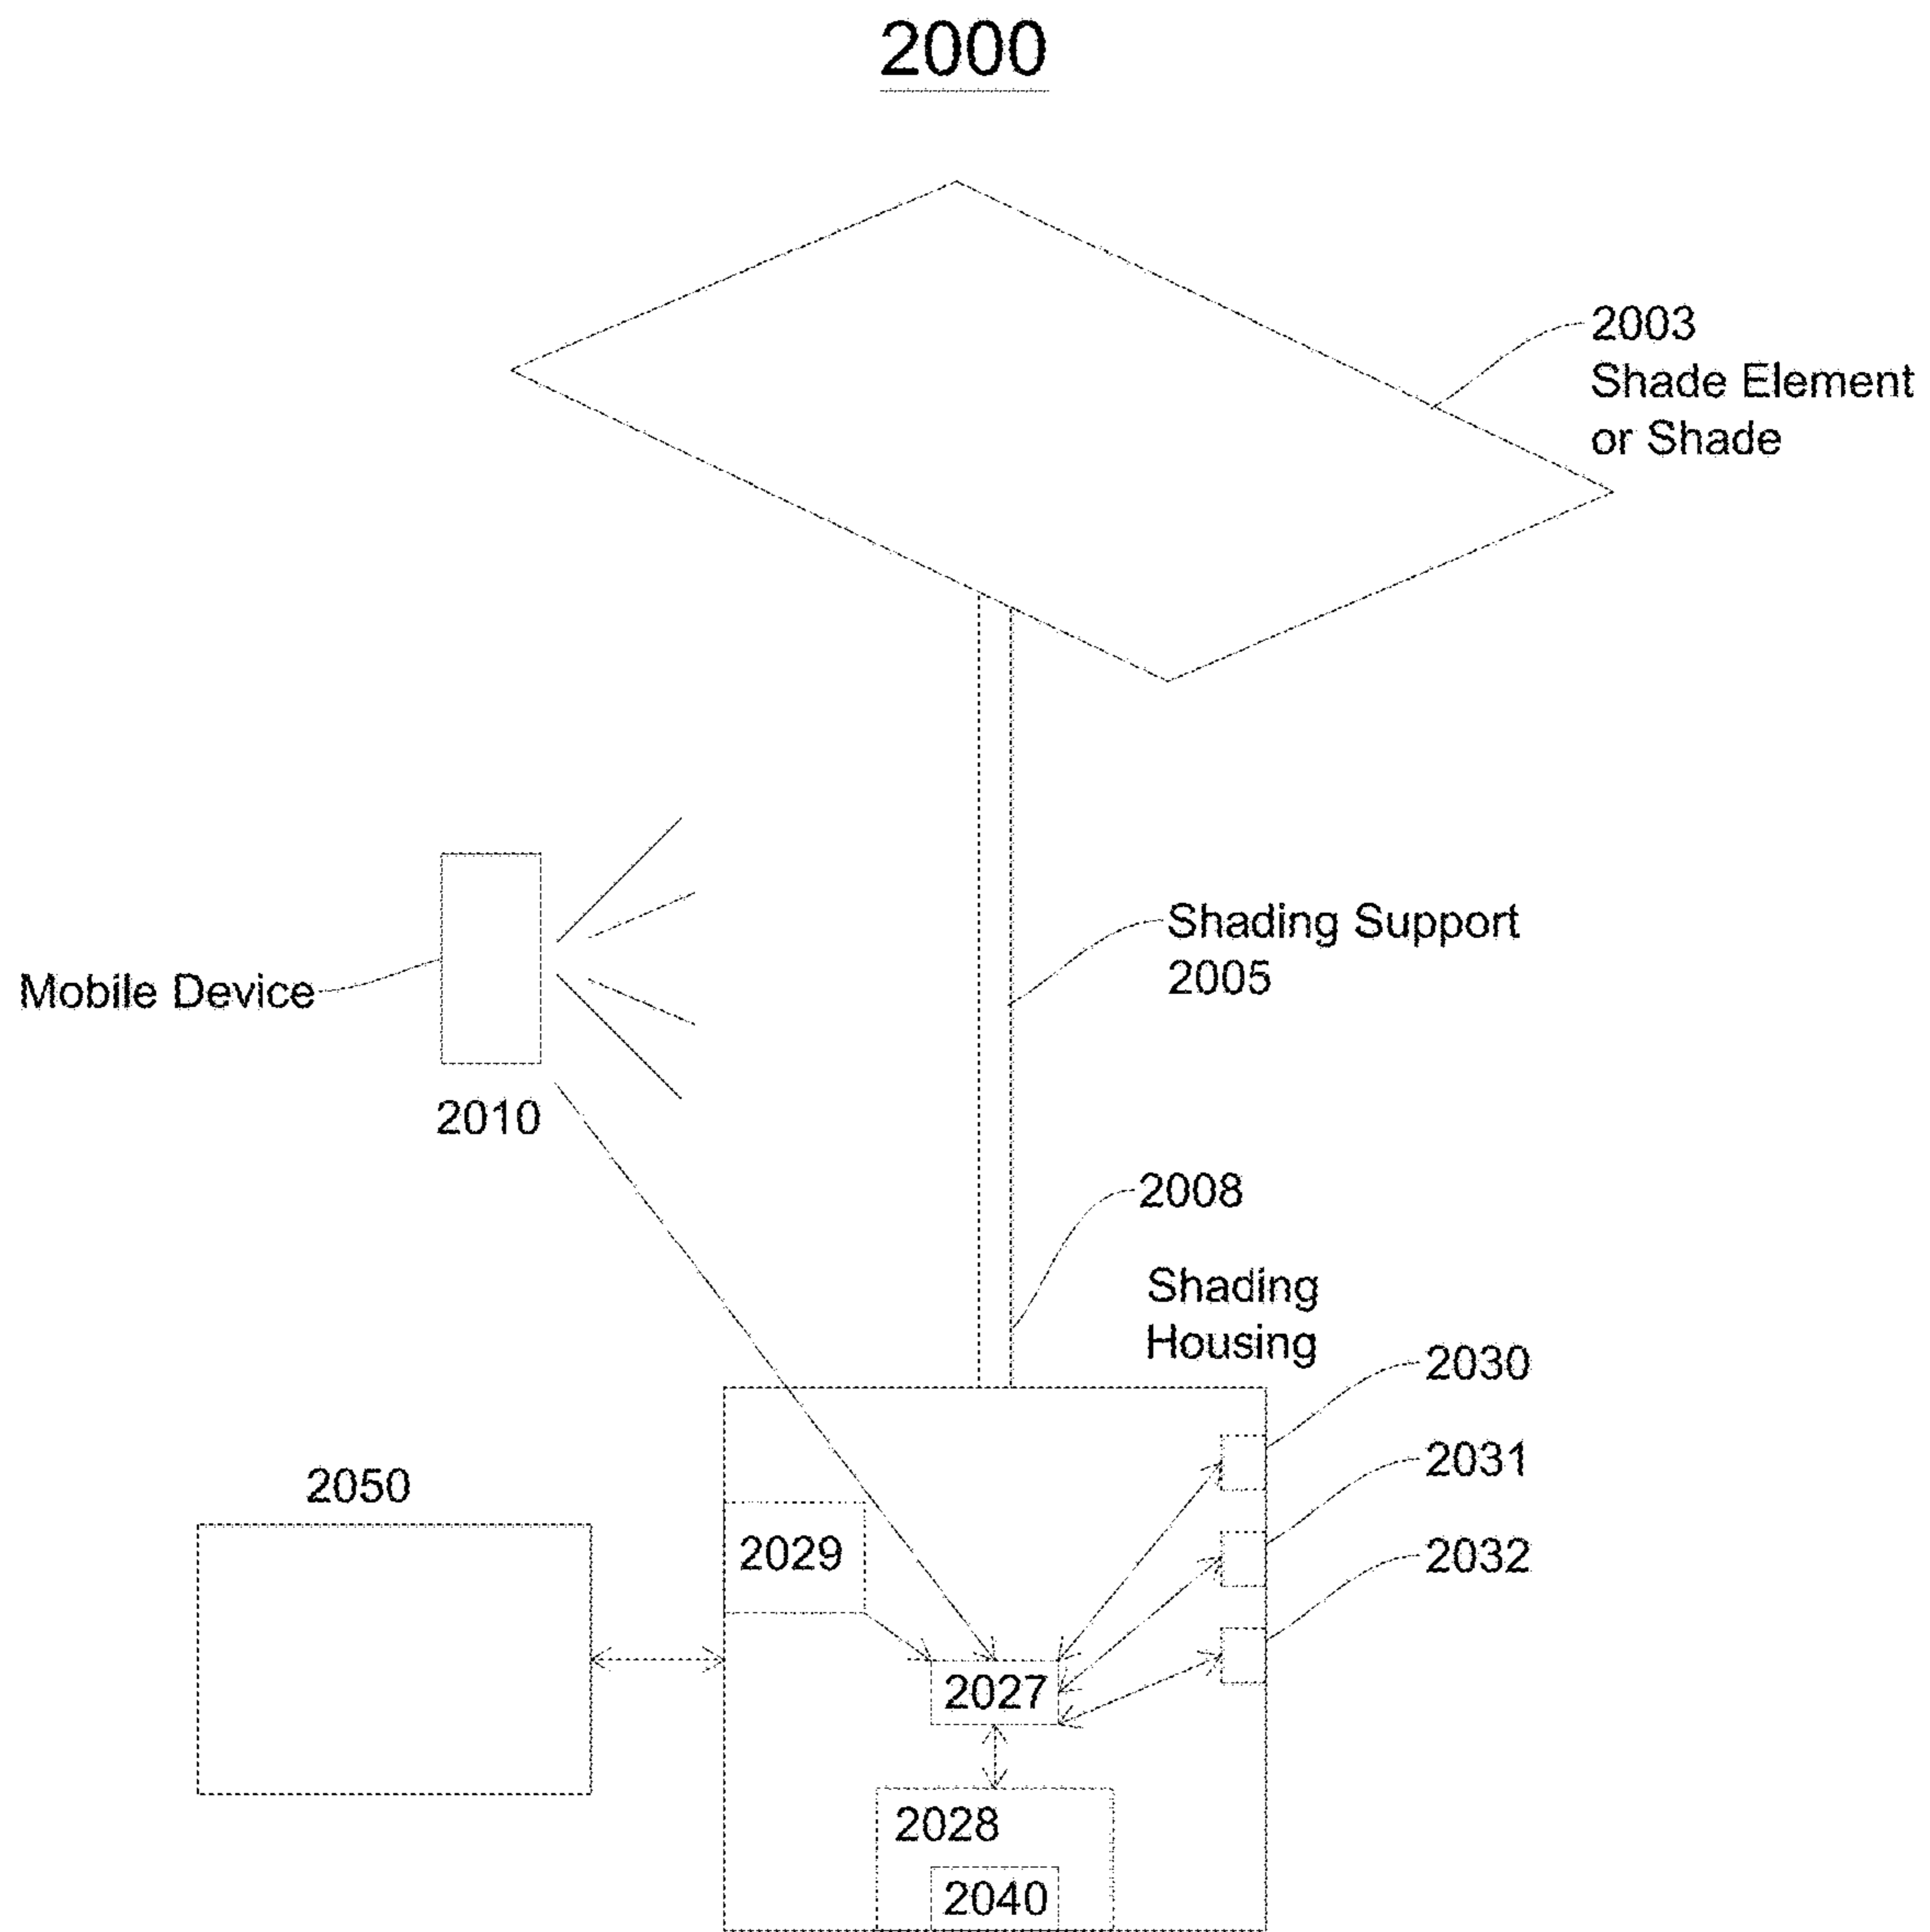 2000
2003
Shade Element
or Shade
Shading Support
2005
Mobile Device
2010
2008
Shading
Housing
2030
2031
2032
2050
2029
2027
2028
2040